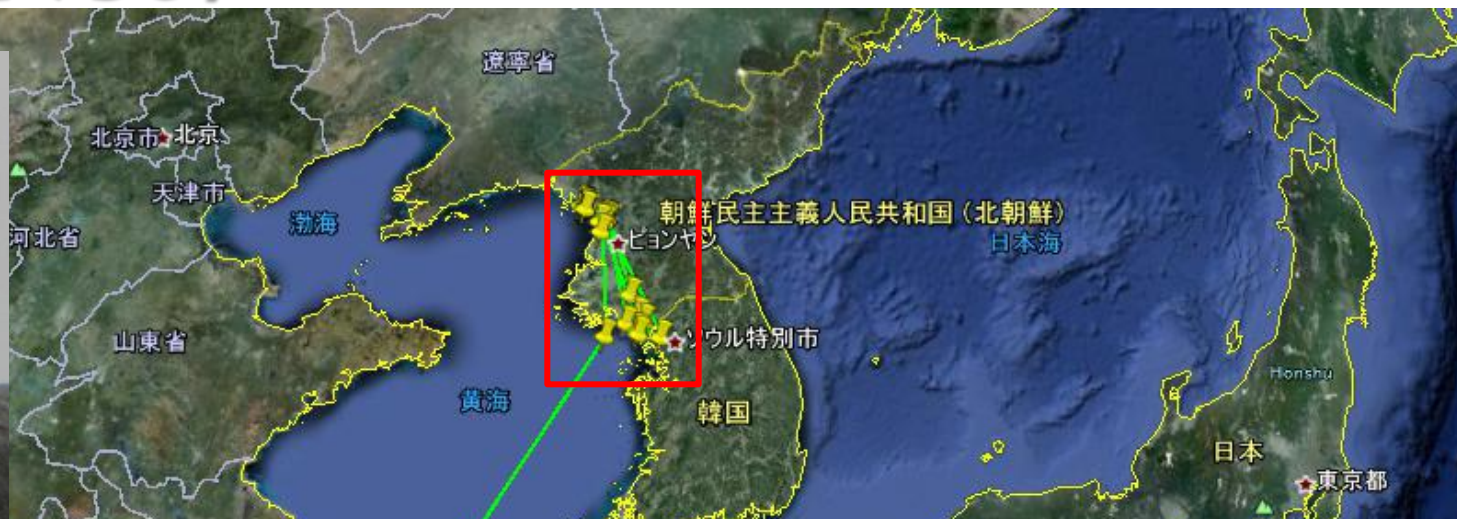 遼寧省
北京市 北京
天津市
渤海
河北省
朝鮮民主主義人民共和国 (北朝鮮)
ピョンヤン
日本海
山東省
ソウル特別市
Honshu
黄海
韓国
日本
東京都